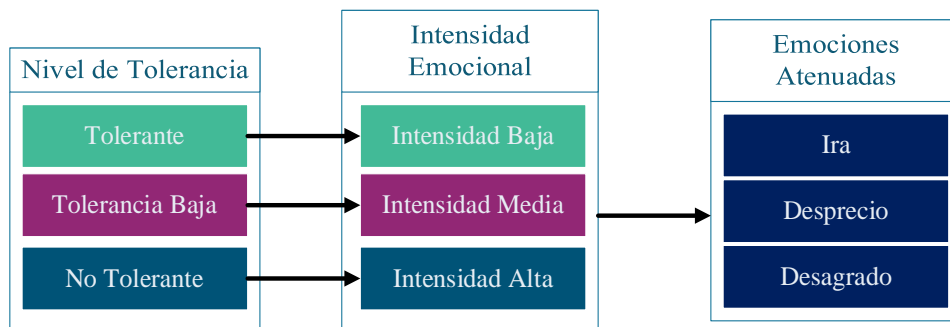 Nivel de Tolerancia
Tolerante
Tolerancia Baja
No Tolerante
Intensidad
Emocional
Intensidad Baja
Intensidad Media
Intensidad Alta
Emociones
Atenuadas
Ira
Desprecio
Desagrado